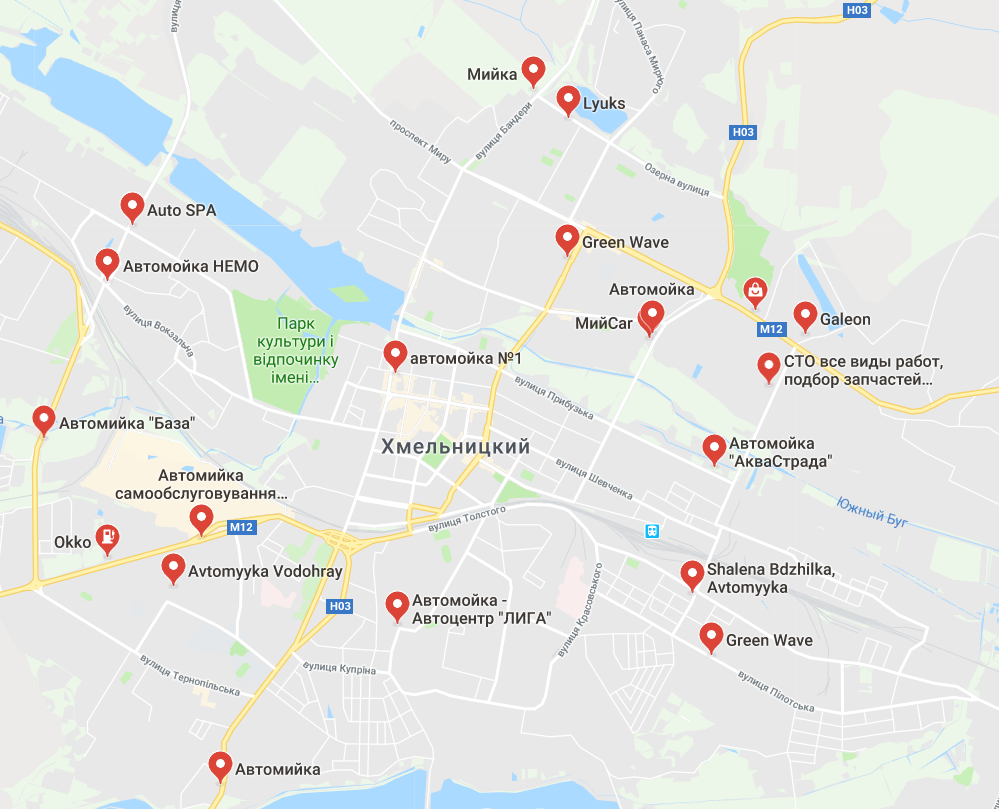 вулиця
H03
вулиця Панаса Мирного
Мийка
Lyuks
вулиця Бандери
проспект Миру
H03
Озерна вулиця
Auto SPA
Green Wave
Автомойка НЕМО
Автомойка
МийCar
Galeon
M12
вулиця Вокзальна
Парк
культури і
відпочинку
імені...
автомойка №1
СТО все виды работ,
подбор запчастей...
вулиця Прибузька
Автомийка "База"
Хмельницкий
Автомойка
"АкваСтрада"
вулиця Шевченка
Автомийка
самообслуговування...
M12
вулиця Толстого
Южный Буг
Okko
Avtomyyka Vodohray
Shalena Bdzhilka,
Avtomyyka
H03
Автомойка -
Автоцентр "ЛИГА"
вулиця Красовського
Green Wave
вулиця Тернопільська
вулиця Купріна
вулиця Пілотська
Автомийка